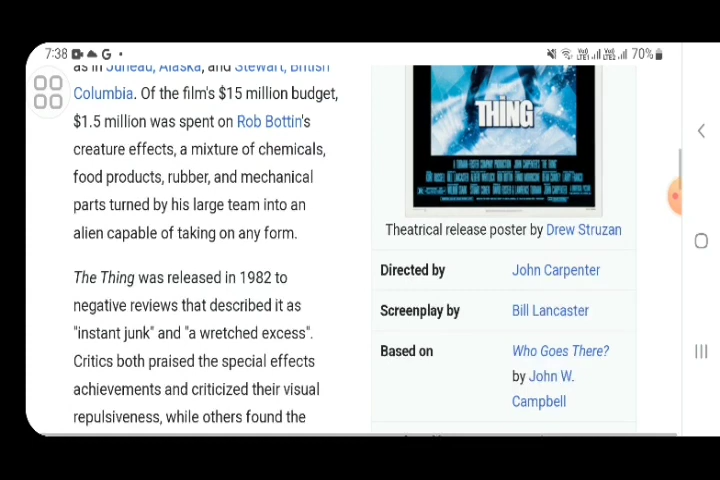 7:38 G
LTE1 LTE2 70%
as in Juneau, Alaska, and Stewart, British
Columbia. Of the film's $15 million budget,
$1.5 million was spent on Rob Bottin's
creature effects, a mixture of chemicals,
food products, rubber, and mechanical
parts turned by his large team into an
alien capable of taking on any form.
The Thing was released in 1982 to
negative reviews that described it as
"instant junk" and "a wretched excess".
Critics both praised the special effects
achievements and criticized their visual
repulsiveness, while others found the
THING
Theatrical release poster by Drew Struzan
Directed by John Carpenter
Screenplay by Bill Lancaster
Based on Who Goes There?
by John W.
Campbell